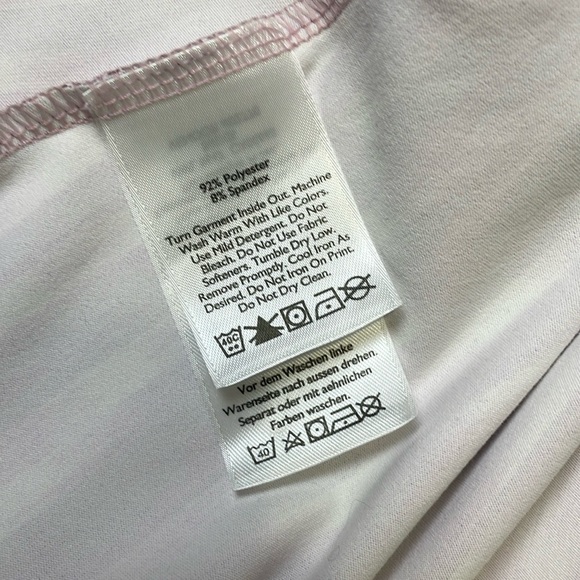 92% Polyester
8% Spandex
Turn Garment Inside Out. Machine
Wash Warm With Like Colors.
Use Mild Detergent. Do Not
Bleach. Do Not Use Fabric
Softeners. Tumble Dry Low.
Remove Promptly. Cool Iron As
Desired. Do Not Iron On Print.
Do Not Dry Clean.
40C
Vor dem Waschen linke
Warenseite nach aussen drehen.
Separat oder mit aehnlichen
Farben waschen.
40